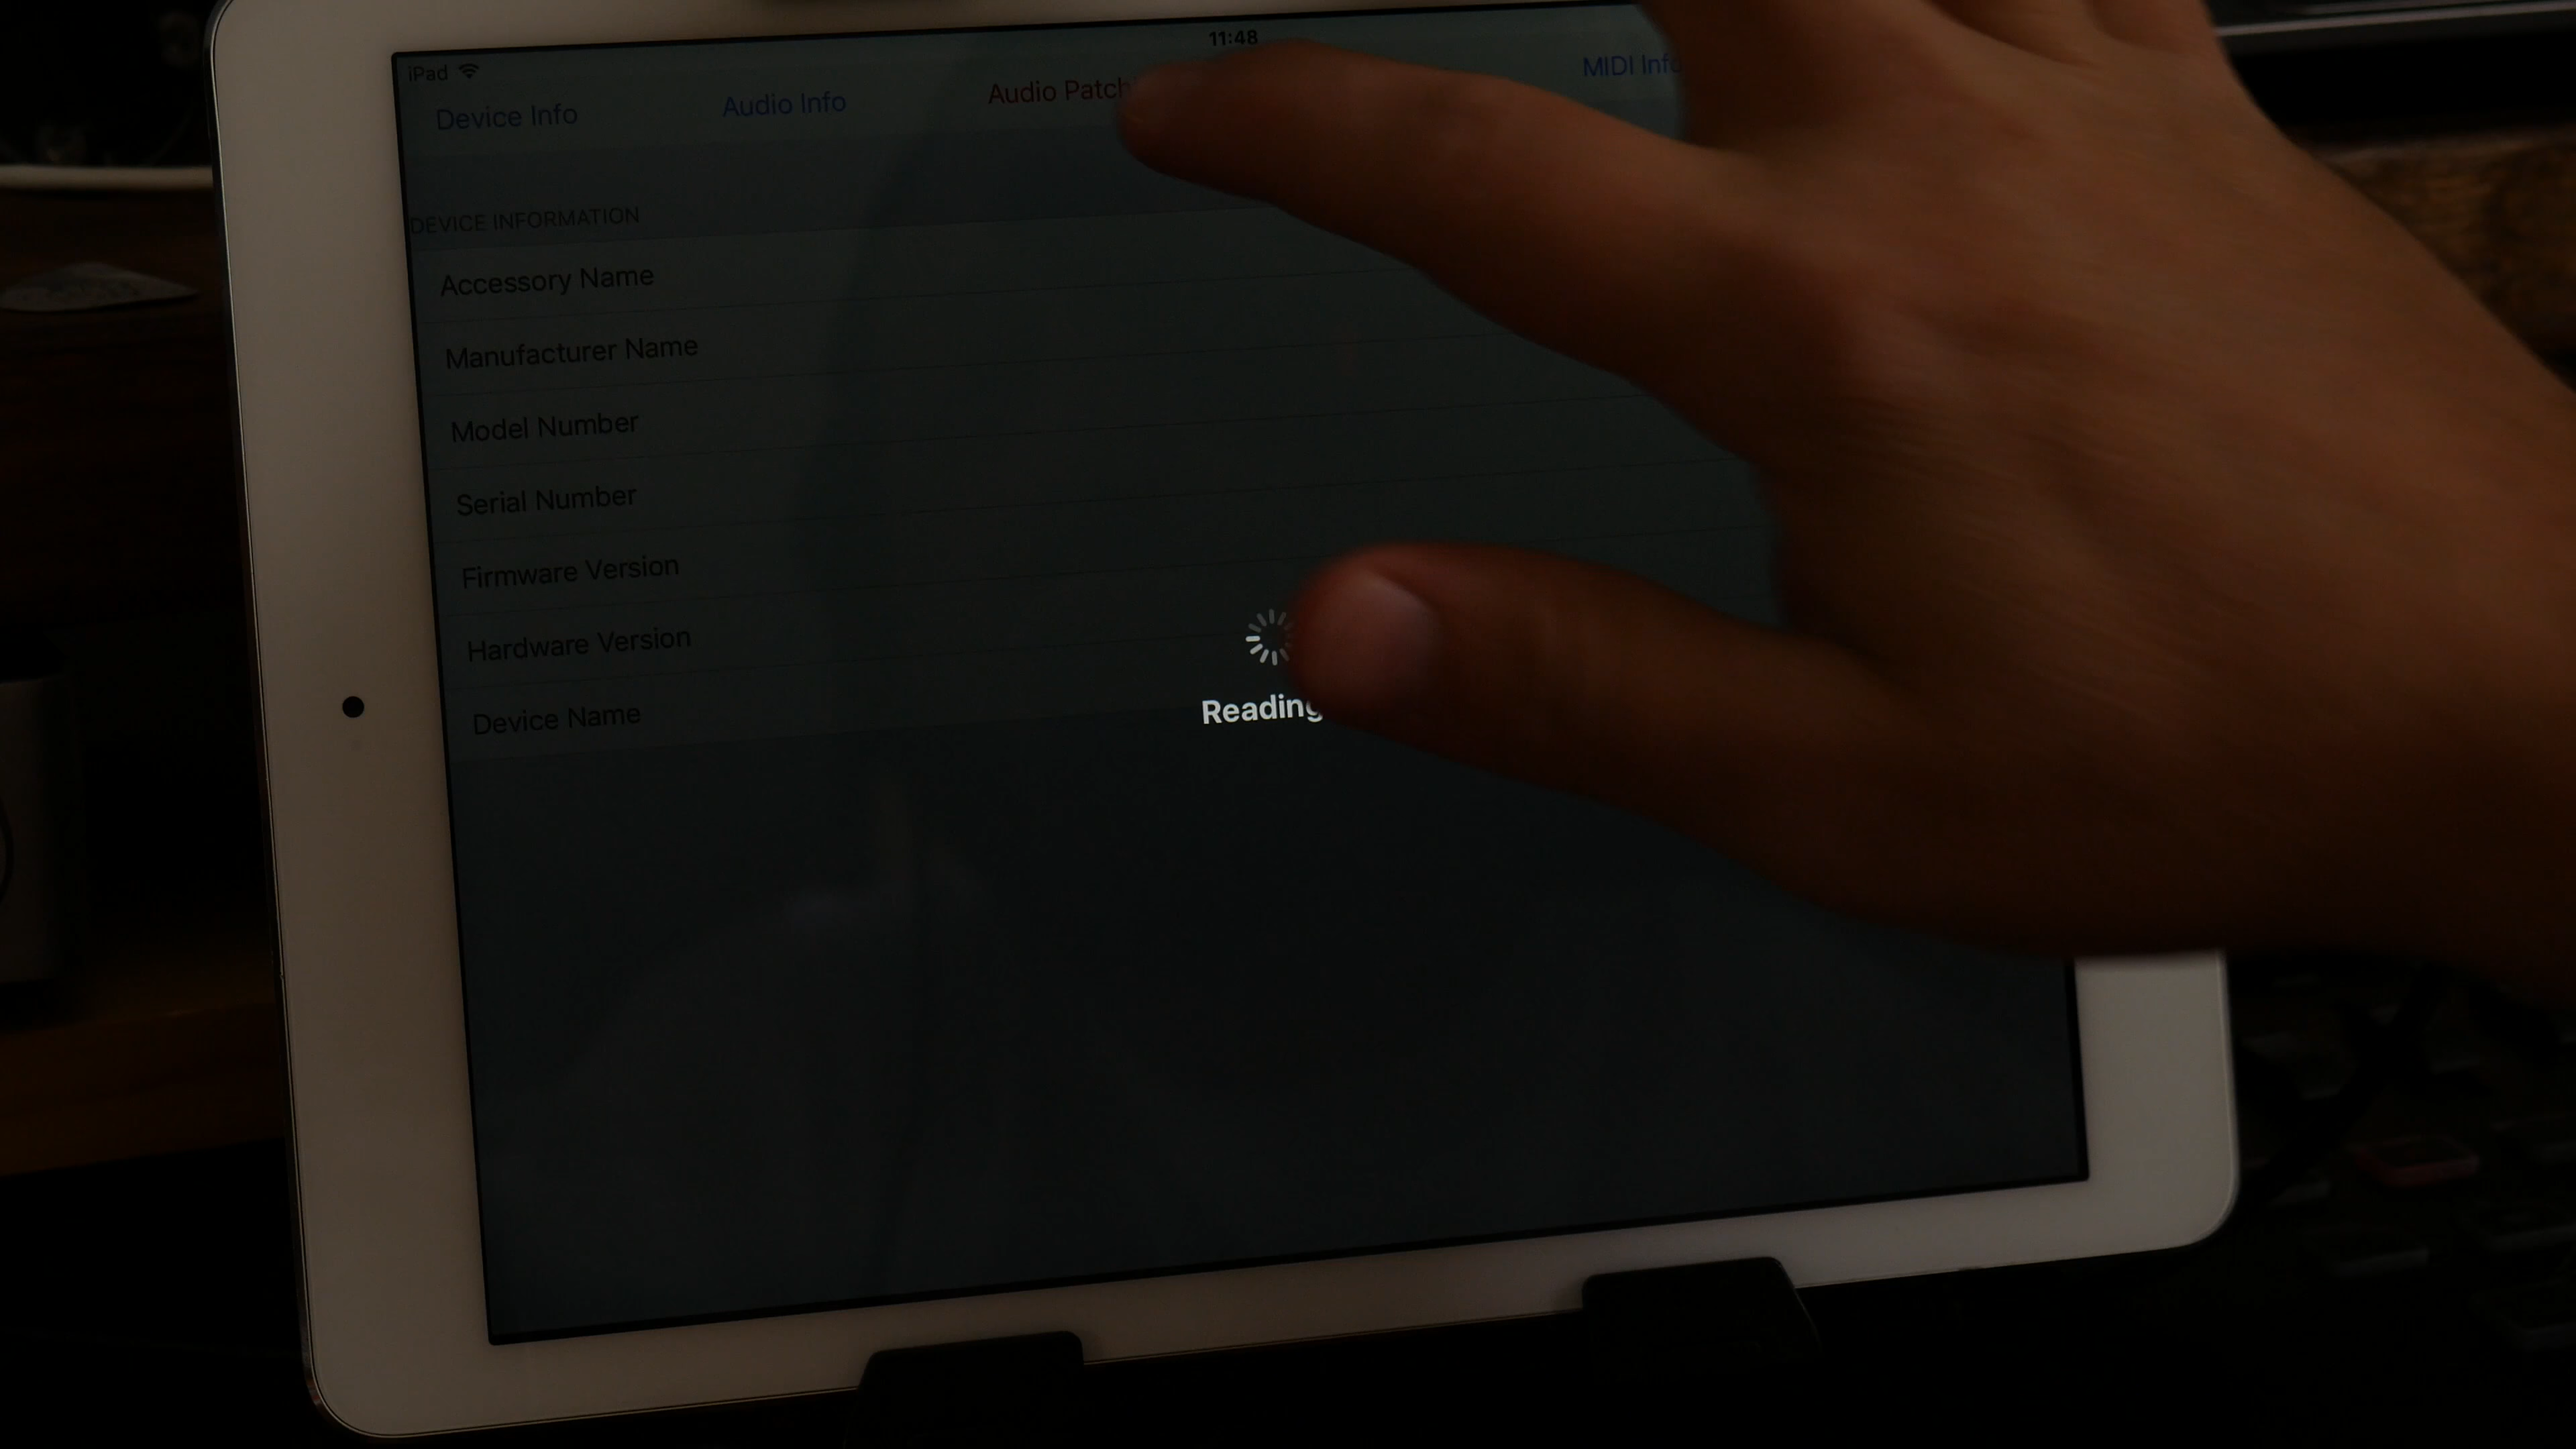 11:48
iPad
Device Info
Audio Info
Audio Patch
MIDI Info
DEVICE INFORMATION
Accessory Name
Manufacturer Name
Model Number
Serial Number
Firmware Version
Hardware Version
Device Name
Reading